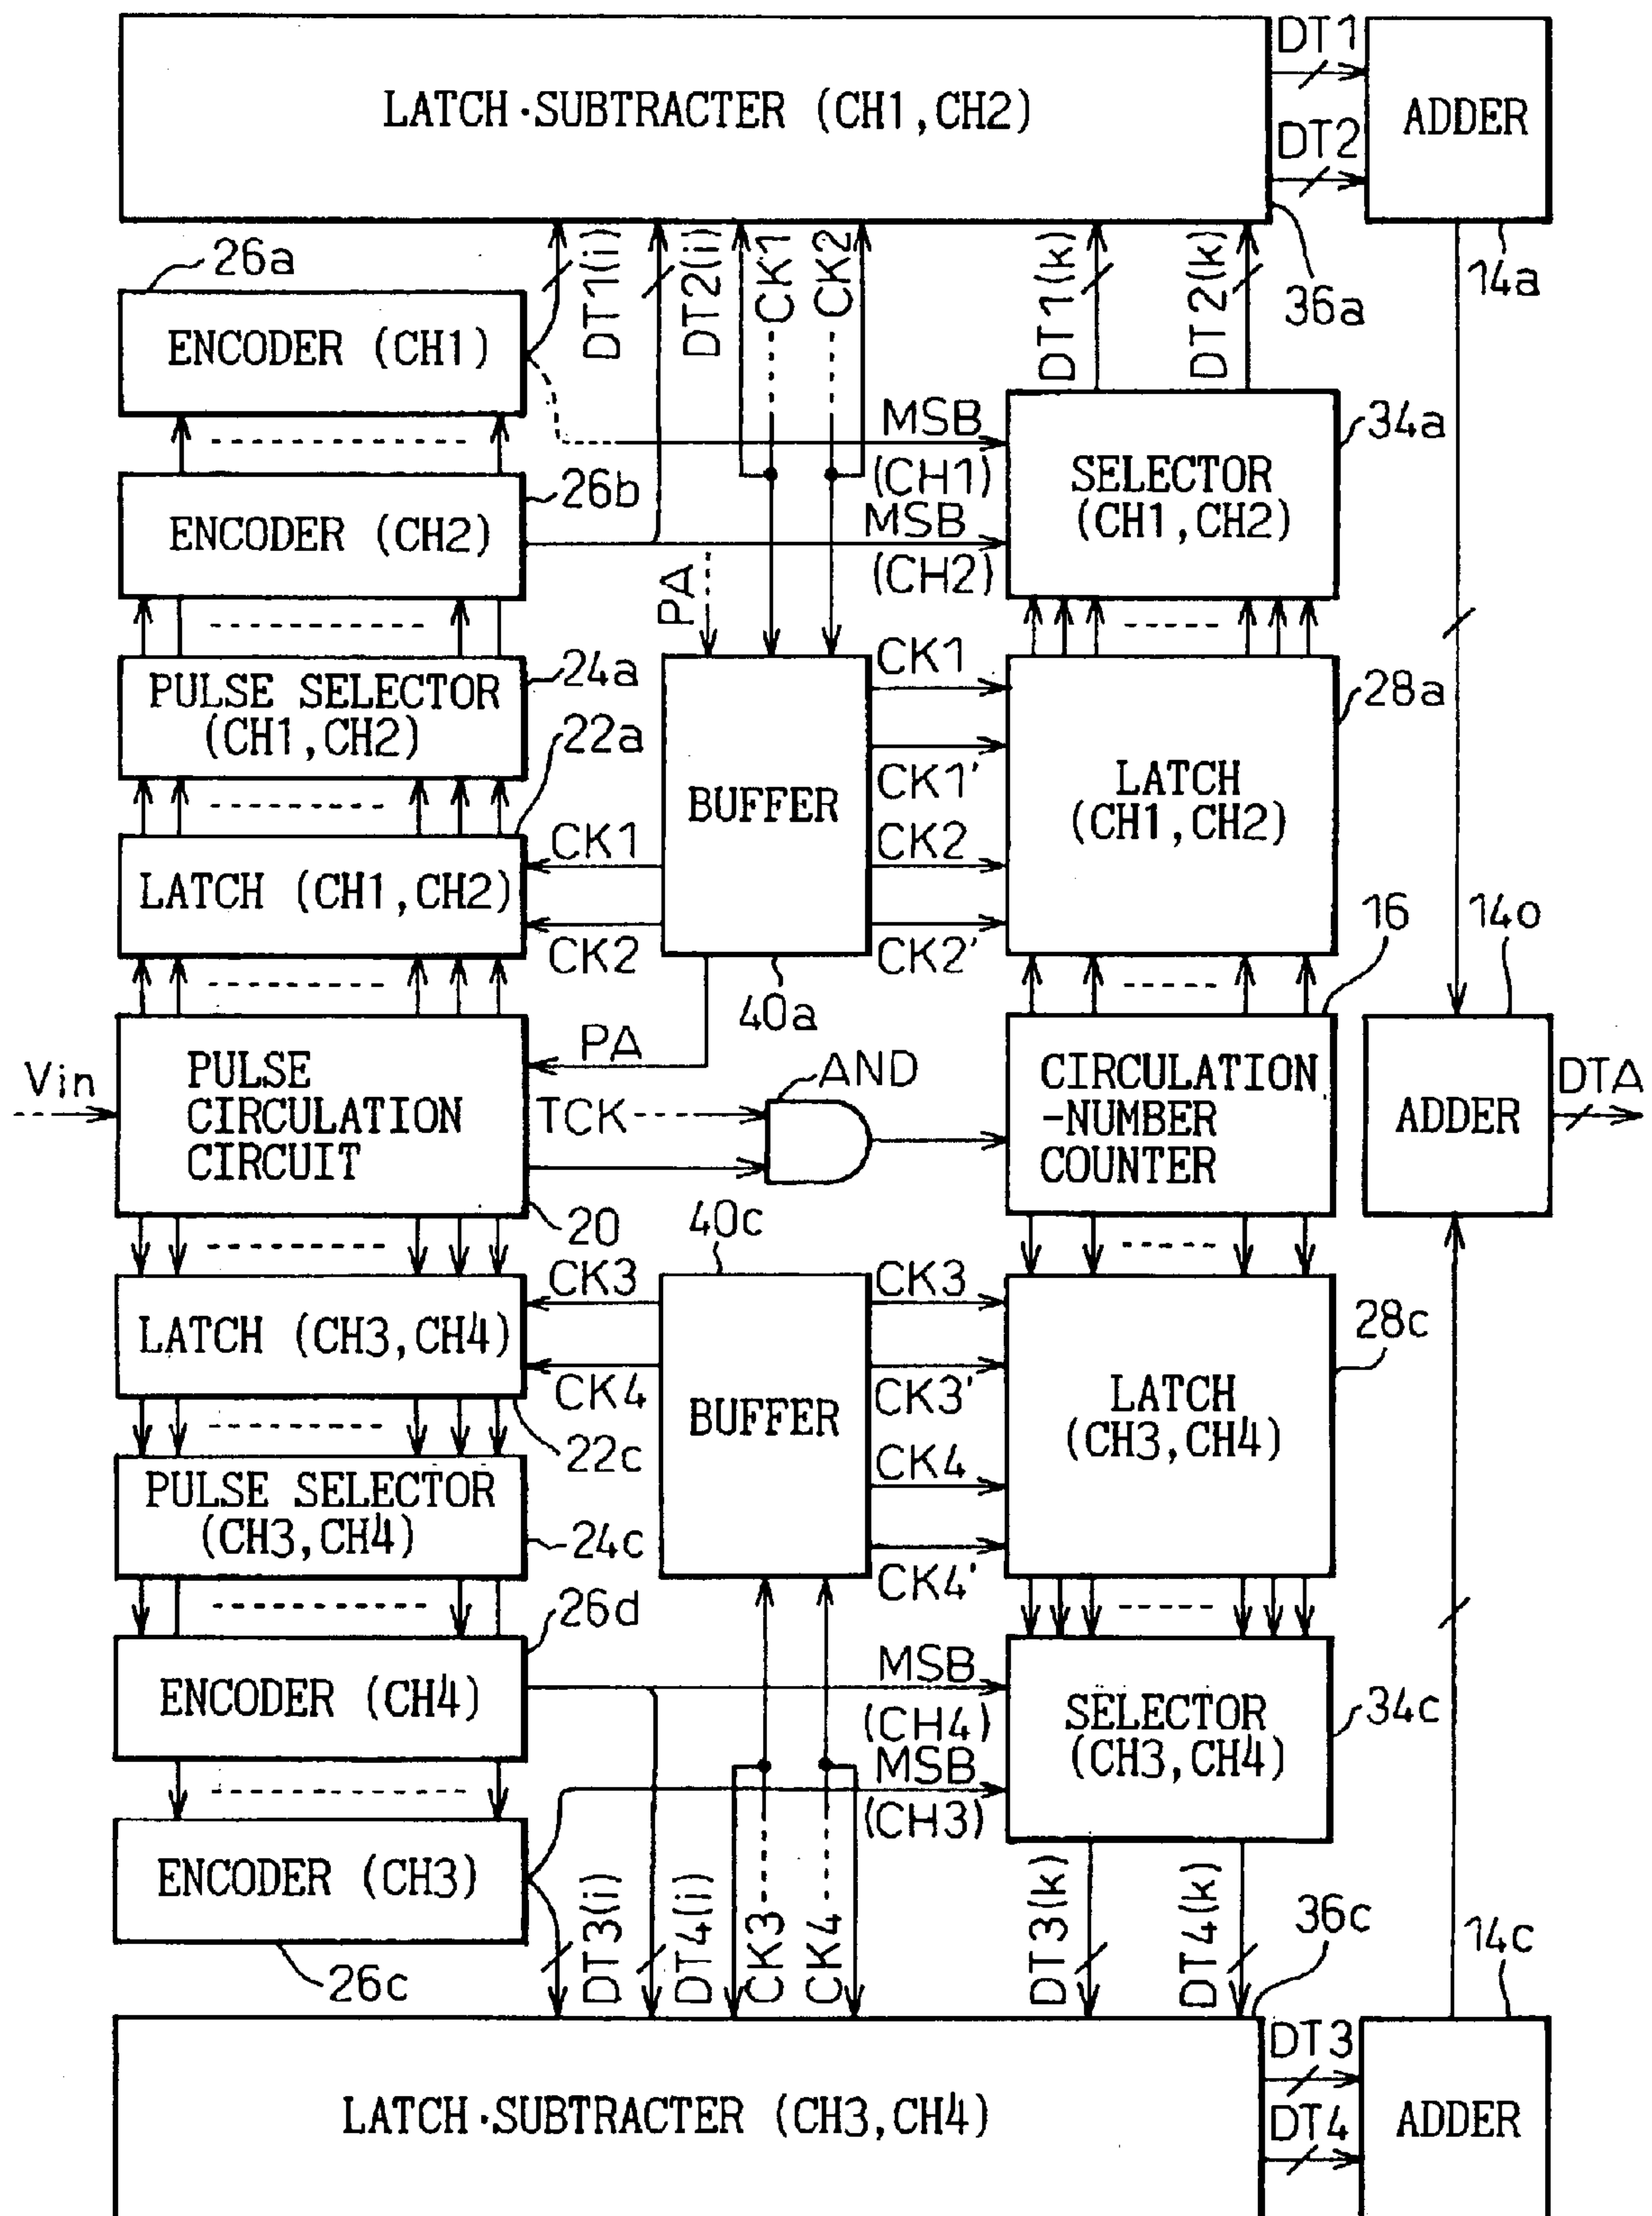 LATCH·SUBTRACTER (CH1,CH2)
DT1
DT2
ADDER
14a
36a
26a
ENCODER (CH1)
DT1(i)
DT2(i)
CK1
CK2
DT1(k)
DT2(k)
ENCODER (CH2)
26b
MSB
(CH1)
MSB
(CH2)
SELECTOR
(CH1,CH2)
34a
PA
PULSE SELECTOR
(CH1,CH2)
24a
22a
BUFFER
CK1
CK1'
CK2
CK2'
LATCH
(CH1,CH2)
28a
LATCH (CH1,CH2)
CK1
CK2
40a
16
14o
Vin
PULSE
CIRCULATION
CIRCUIT
PA
TCK
AND
CIRCULATION
-NUMBER
COUNTER
ADDER
DTA
20
40c
LATCH (CH3,CH4)
CK3
CK4
BUFFER
CK3
CK3'
CK4
CK4'
LATCH
(CH3,CH4)
28c
22c
PULSE SELECTOR
(CH3,CH4)
24c
26d
ENCODER (CH4)
MSB
(CH4)
MSB
(CH3)
SELECTOR
(CH3,CH4)
34c
ENCODER (CH3)
26c
DT3(i)
DT4(i)
CK3
CK4
DT3(k)
DT4(k)
36c
14c
LATCH·SUBTRACTER (CH3,CH4)
DT3
DT4
ADDER